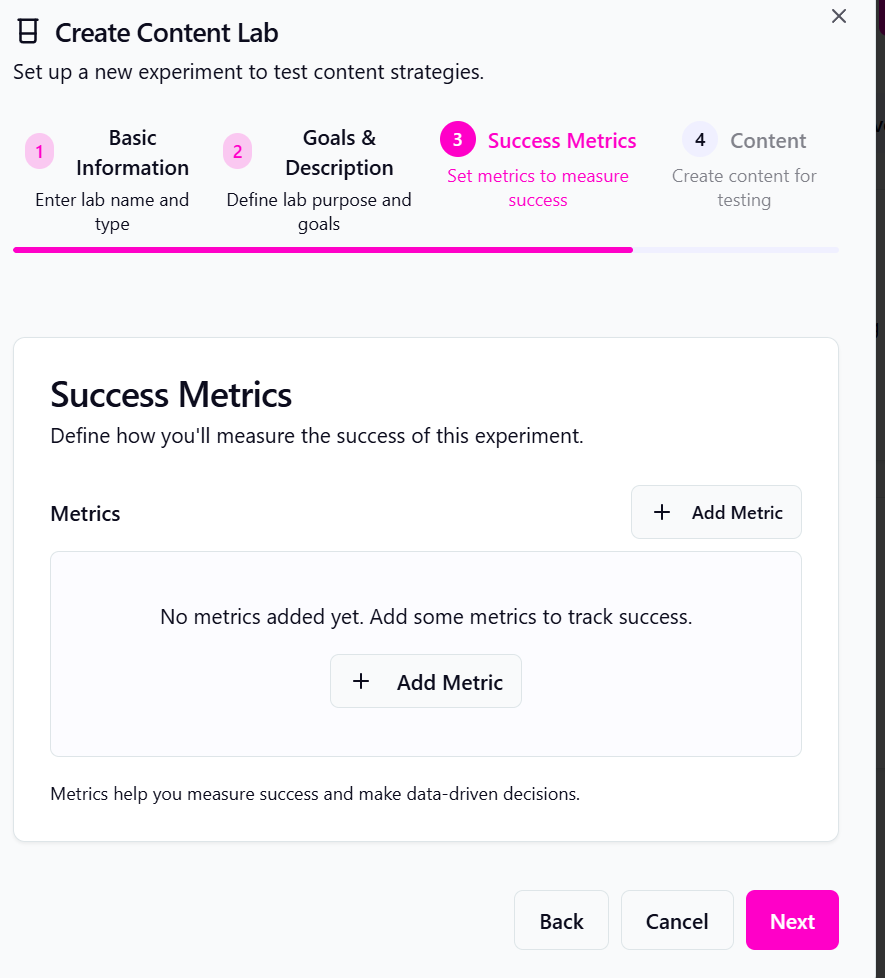 Create Content Lab
Set up a new experiment to test content strategies.
1
Basic
Information
Enter lab name and
type
2
Goals &
Description
Define lab purpose and
goals
3
Success Metrics
Set metrics to measure
success
4
Content
Create content for
testing
Success Metrics
Define how you'll measure the success of this experiment.
Metrics
+ Add Metric
No metrics added yet. Add some metrics to track success.
+ Add Metric
Metrics help you measure success and make data-driven decisions.
Back
Cancel
Next